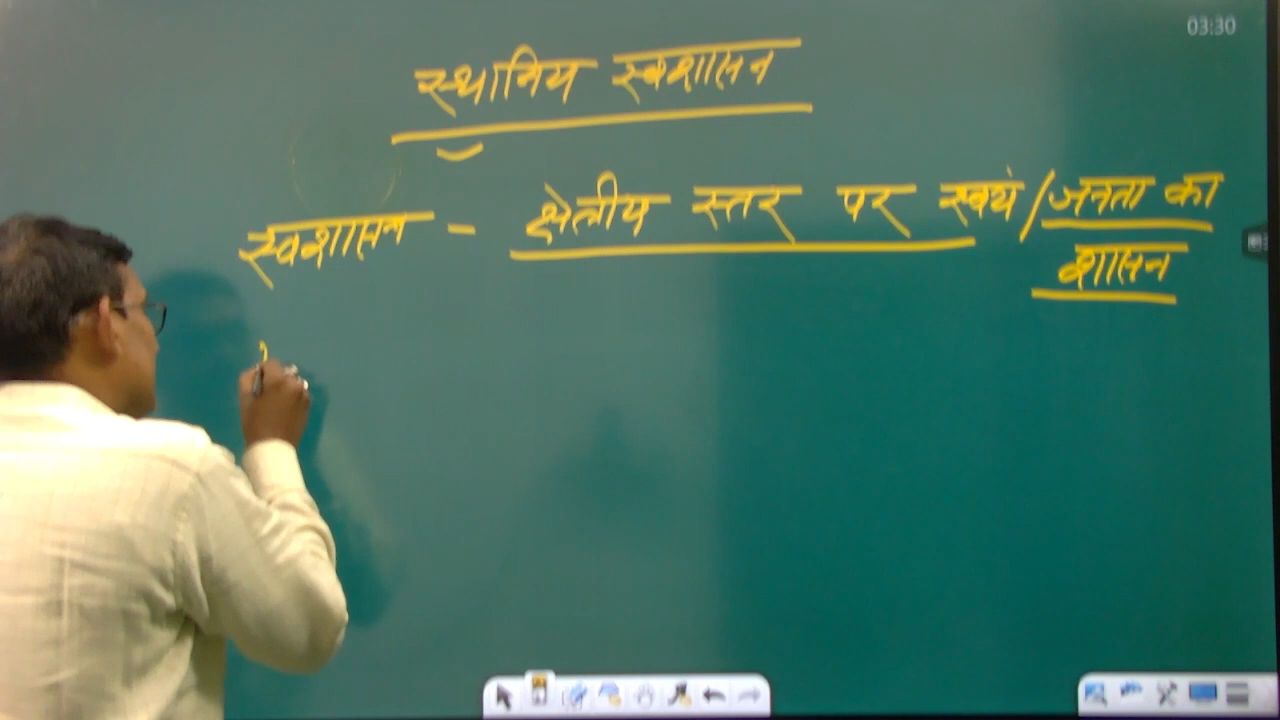 03:30
स्थानिय स्वशासन
स्वशासन - क्षेत्रीय स्तर पर स्वयं/जनता का
शासन